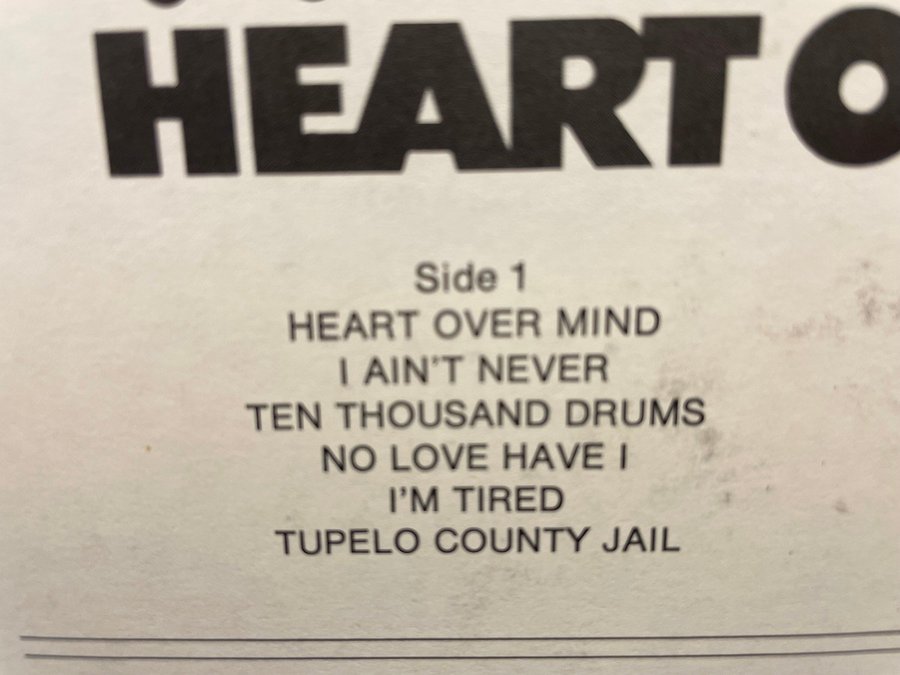 HEART O
Side 1
HEART OVER MIND
I AIN'T NEVER
TEN THOUSAND DRUMS
NO LOVE HAVE I
I'M TIRED
TUPELO COUNTY JAIL